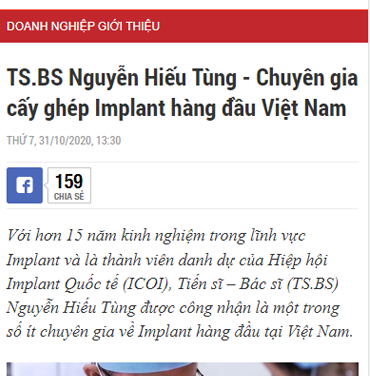 DOANH NGHIỆP GIỚI THIỆU
TS.BS Nguyễn Hiếu Tùng - Chuyên gia
cấy ghép Implant hàng đầu Việt Nam
THỨ 7, 31/10/2020, 13:30
159
CHIA SẺ
Với hơn 15 năm kinh nghiệm trong lĩnh vực
Implant và là thành viên danh dự của Hiệp hội
Implant Quốc tế (ICOI), Tiến sĩ – Bác sĩ (TS.BS)
Nguyễn Hiếu Tùng được công nhận là một trong
số ít chuyên gia về Implant hàng đầu tại Việt Nam.